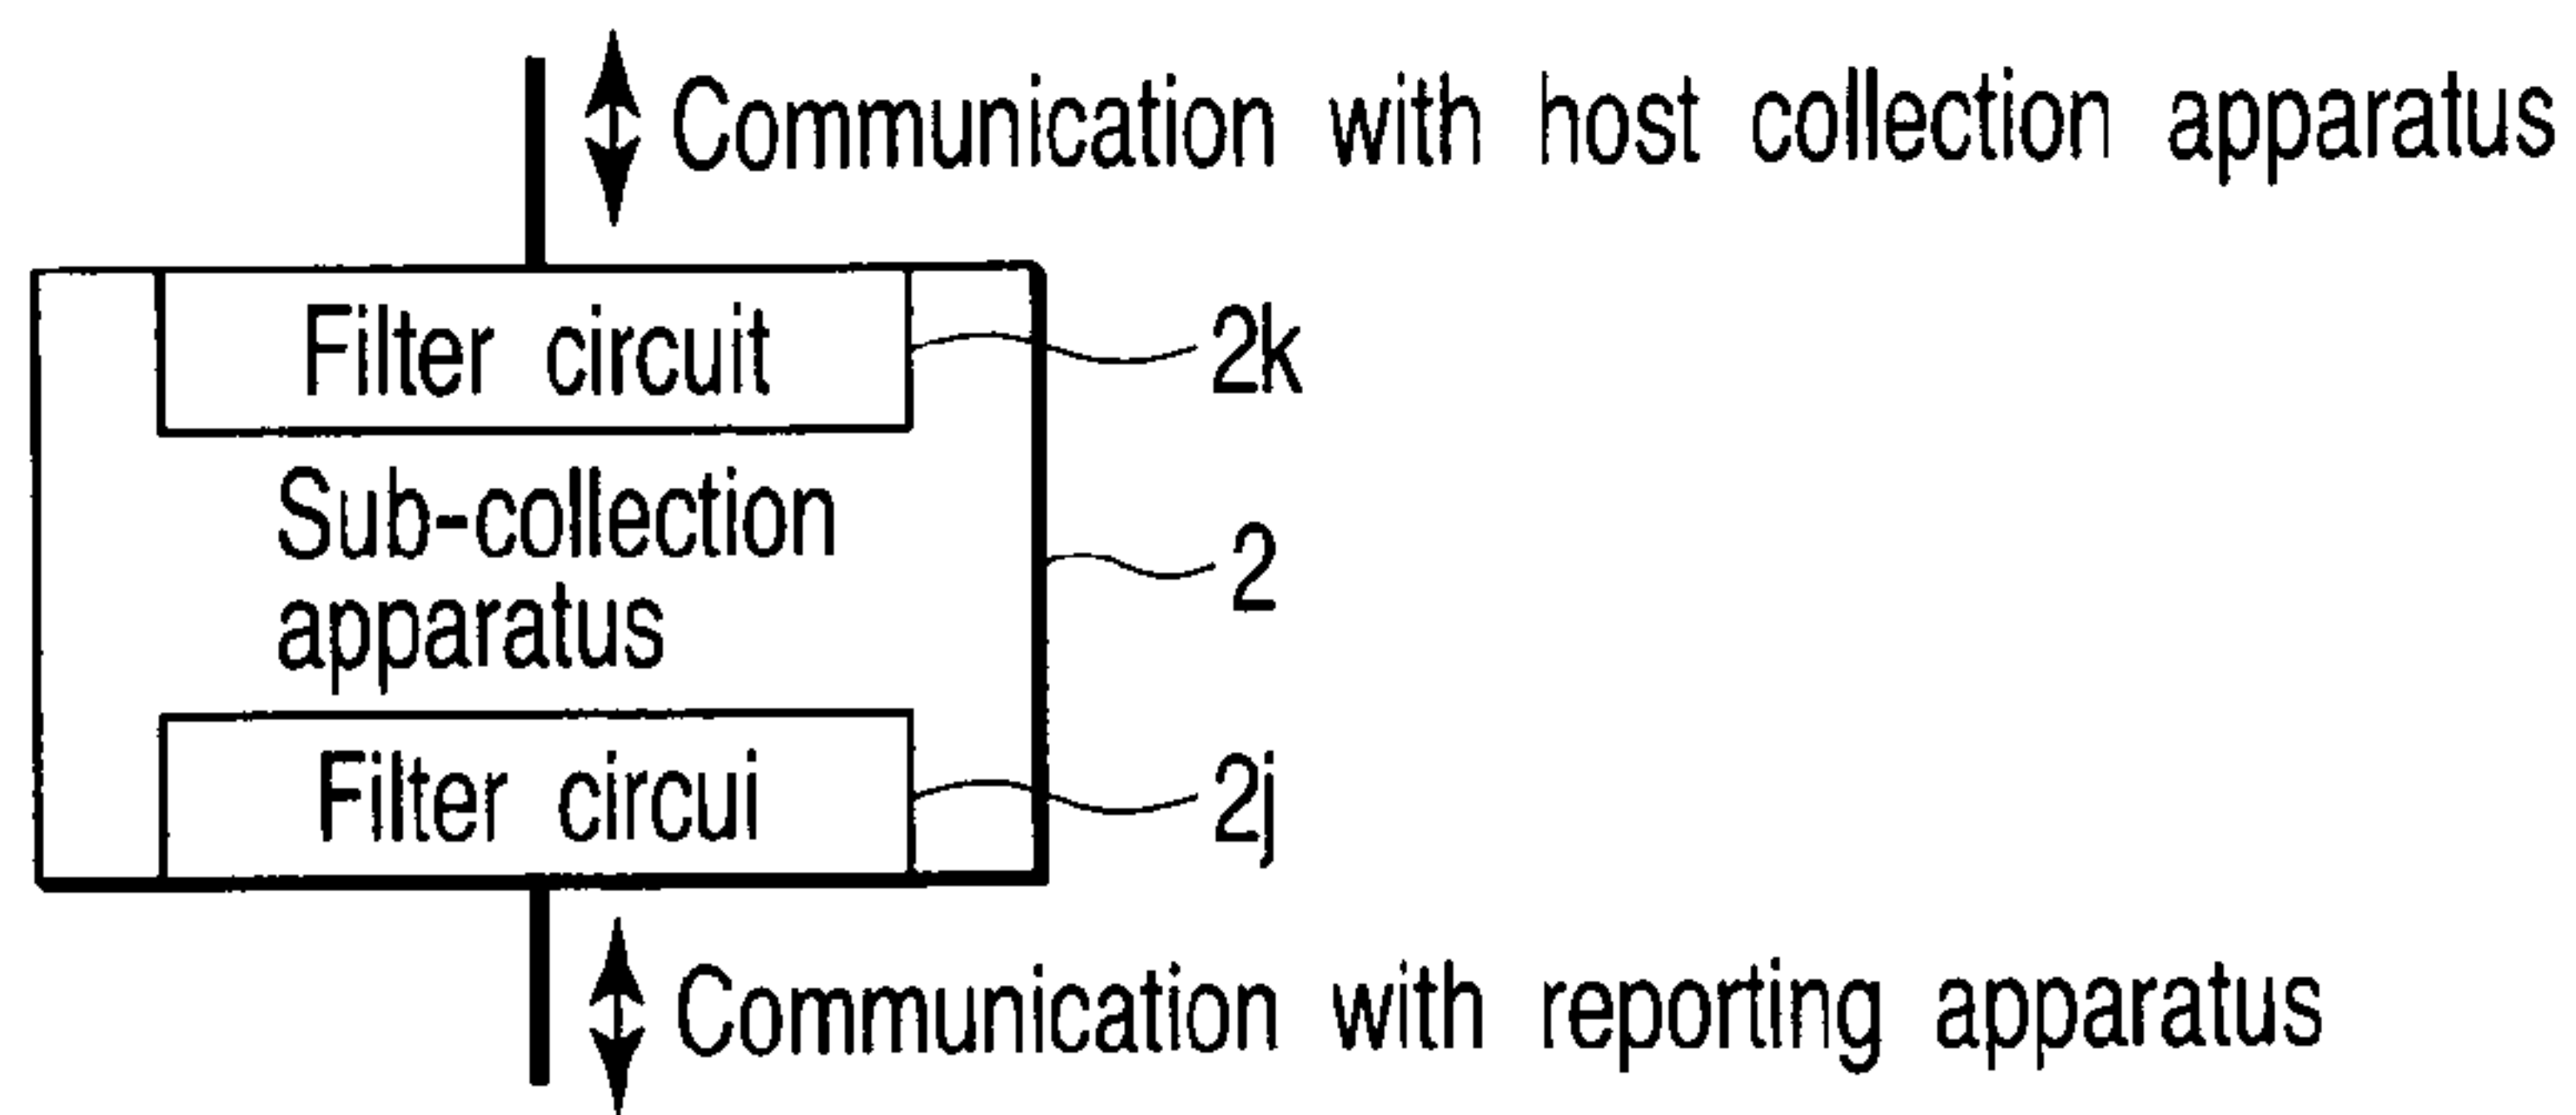 Communication with host collection apparatus
Filter circuit
2k
Sub-collection
apparatus
2
Filter circui
2j
Communication with reporting apparatus